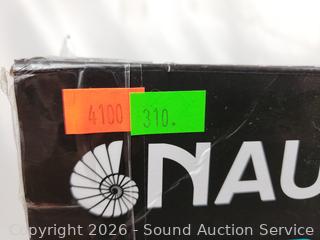 4100 310.
NAU
Copyright 2026 - Sound Auction Service